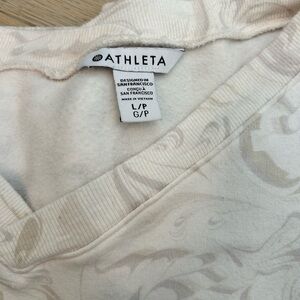 ATHLETA
DESIGNED IN
SAN FRANCISCO
CONÇU À
SAN FRANCISCO
MADE IN VIETNAM
L/P
G/P